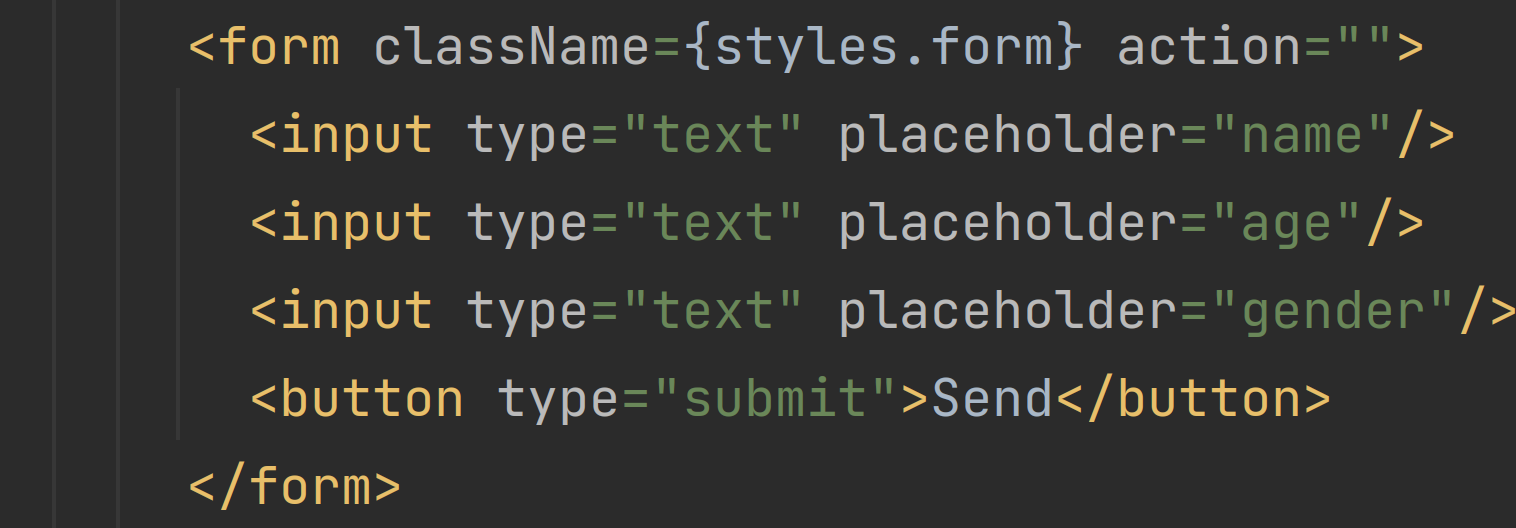 <form className={styles.form} action="">
<input type="text" placeholder="name"/>
<input type="text" placeholder="age"/>
<input type="text" placeholder="gender"/>
<button type="submit">Send</button>
</form>